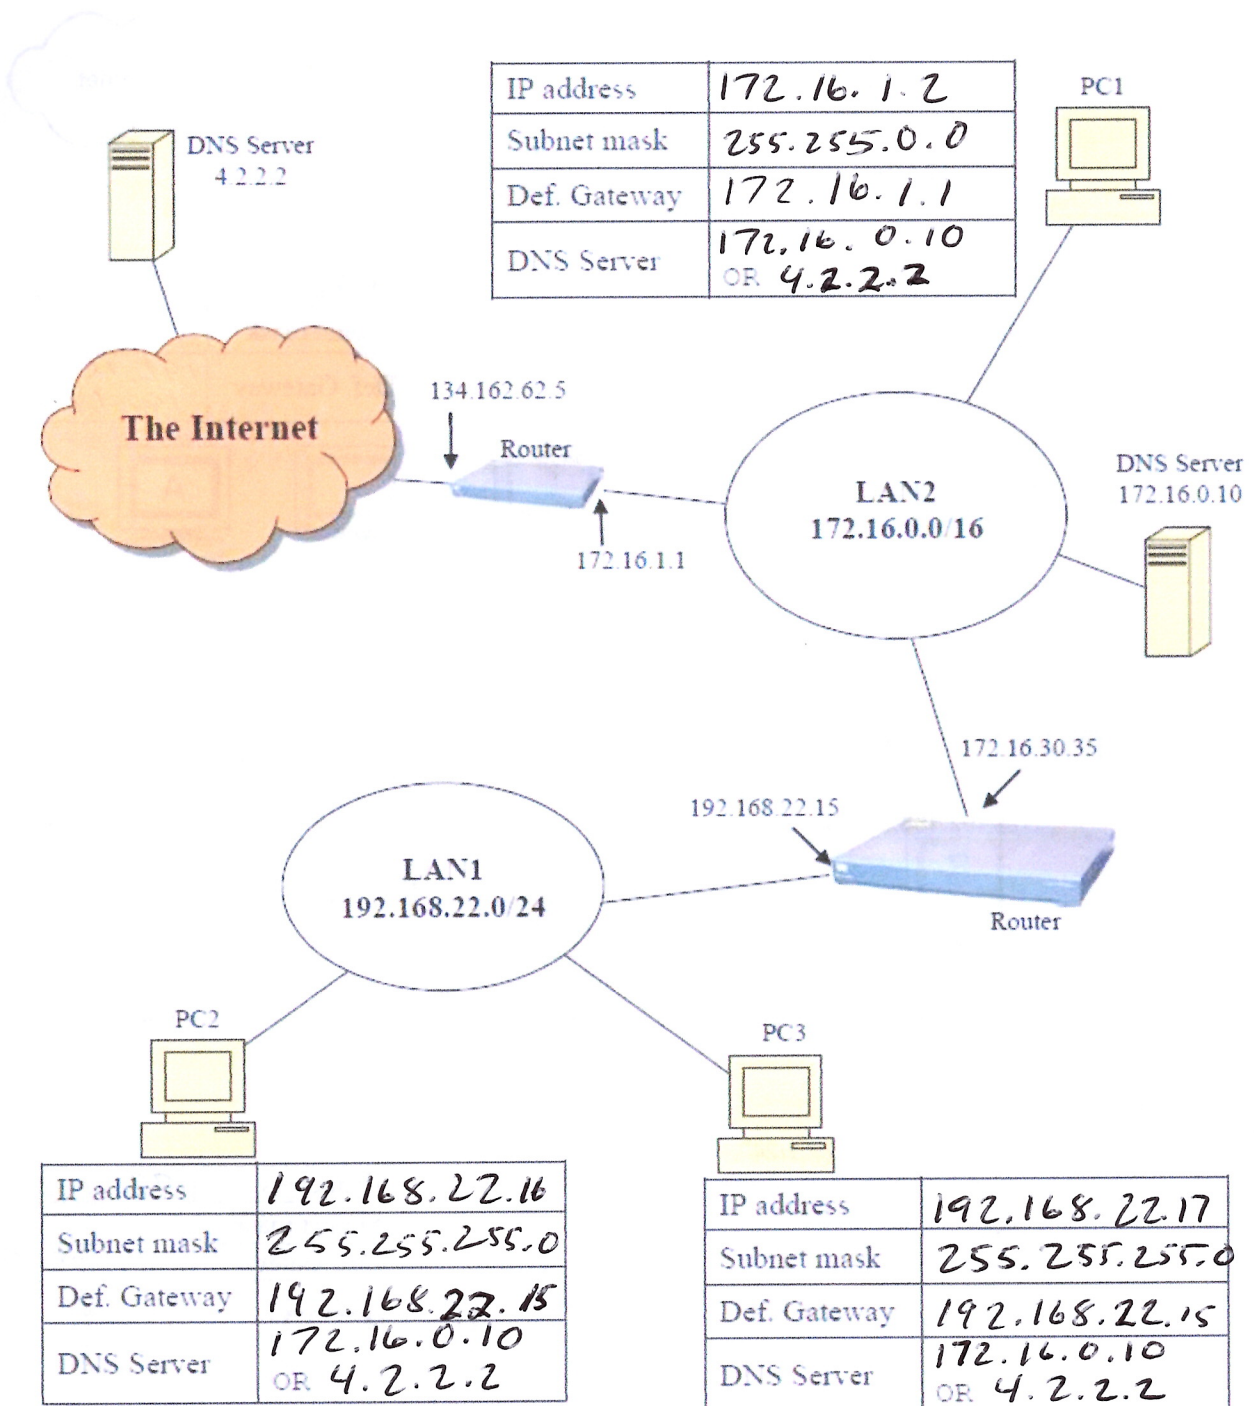 DNS Server
4.2.2.2
IP address 172.16.1.2
Subnet mask 255.255.0.0
Def. Gateway 172.16.1.1
DNS Server 172.16.0.10
OR 4.2.2.2
PC1
The Internet
134.162.62.5
Router
172.16.1.1
LAN2
172.16.0.0/16
DNS Server
172.16.0.10
172.16.30.35
192.168.22.15
Router
LAN1
192.168.22.0/24
PC2
IP address 192.168.22.16
Subnet mask 255.255.255.0
Def. Gateway 192.168.22.15
DNS Server 172.16.0.10
OR 4.2.2.2
PC3
IP address 192.168.22.17
Subnet mask 255.255.255.0
Def. Gateway 192.168.22.15
DNS Server 172.16.0.10
OR 4.2.2.2